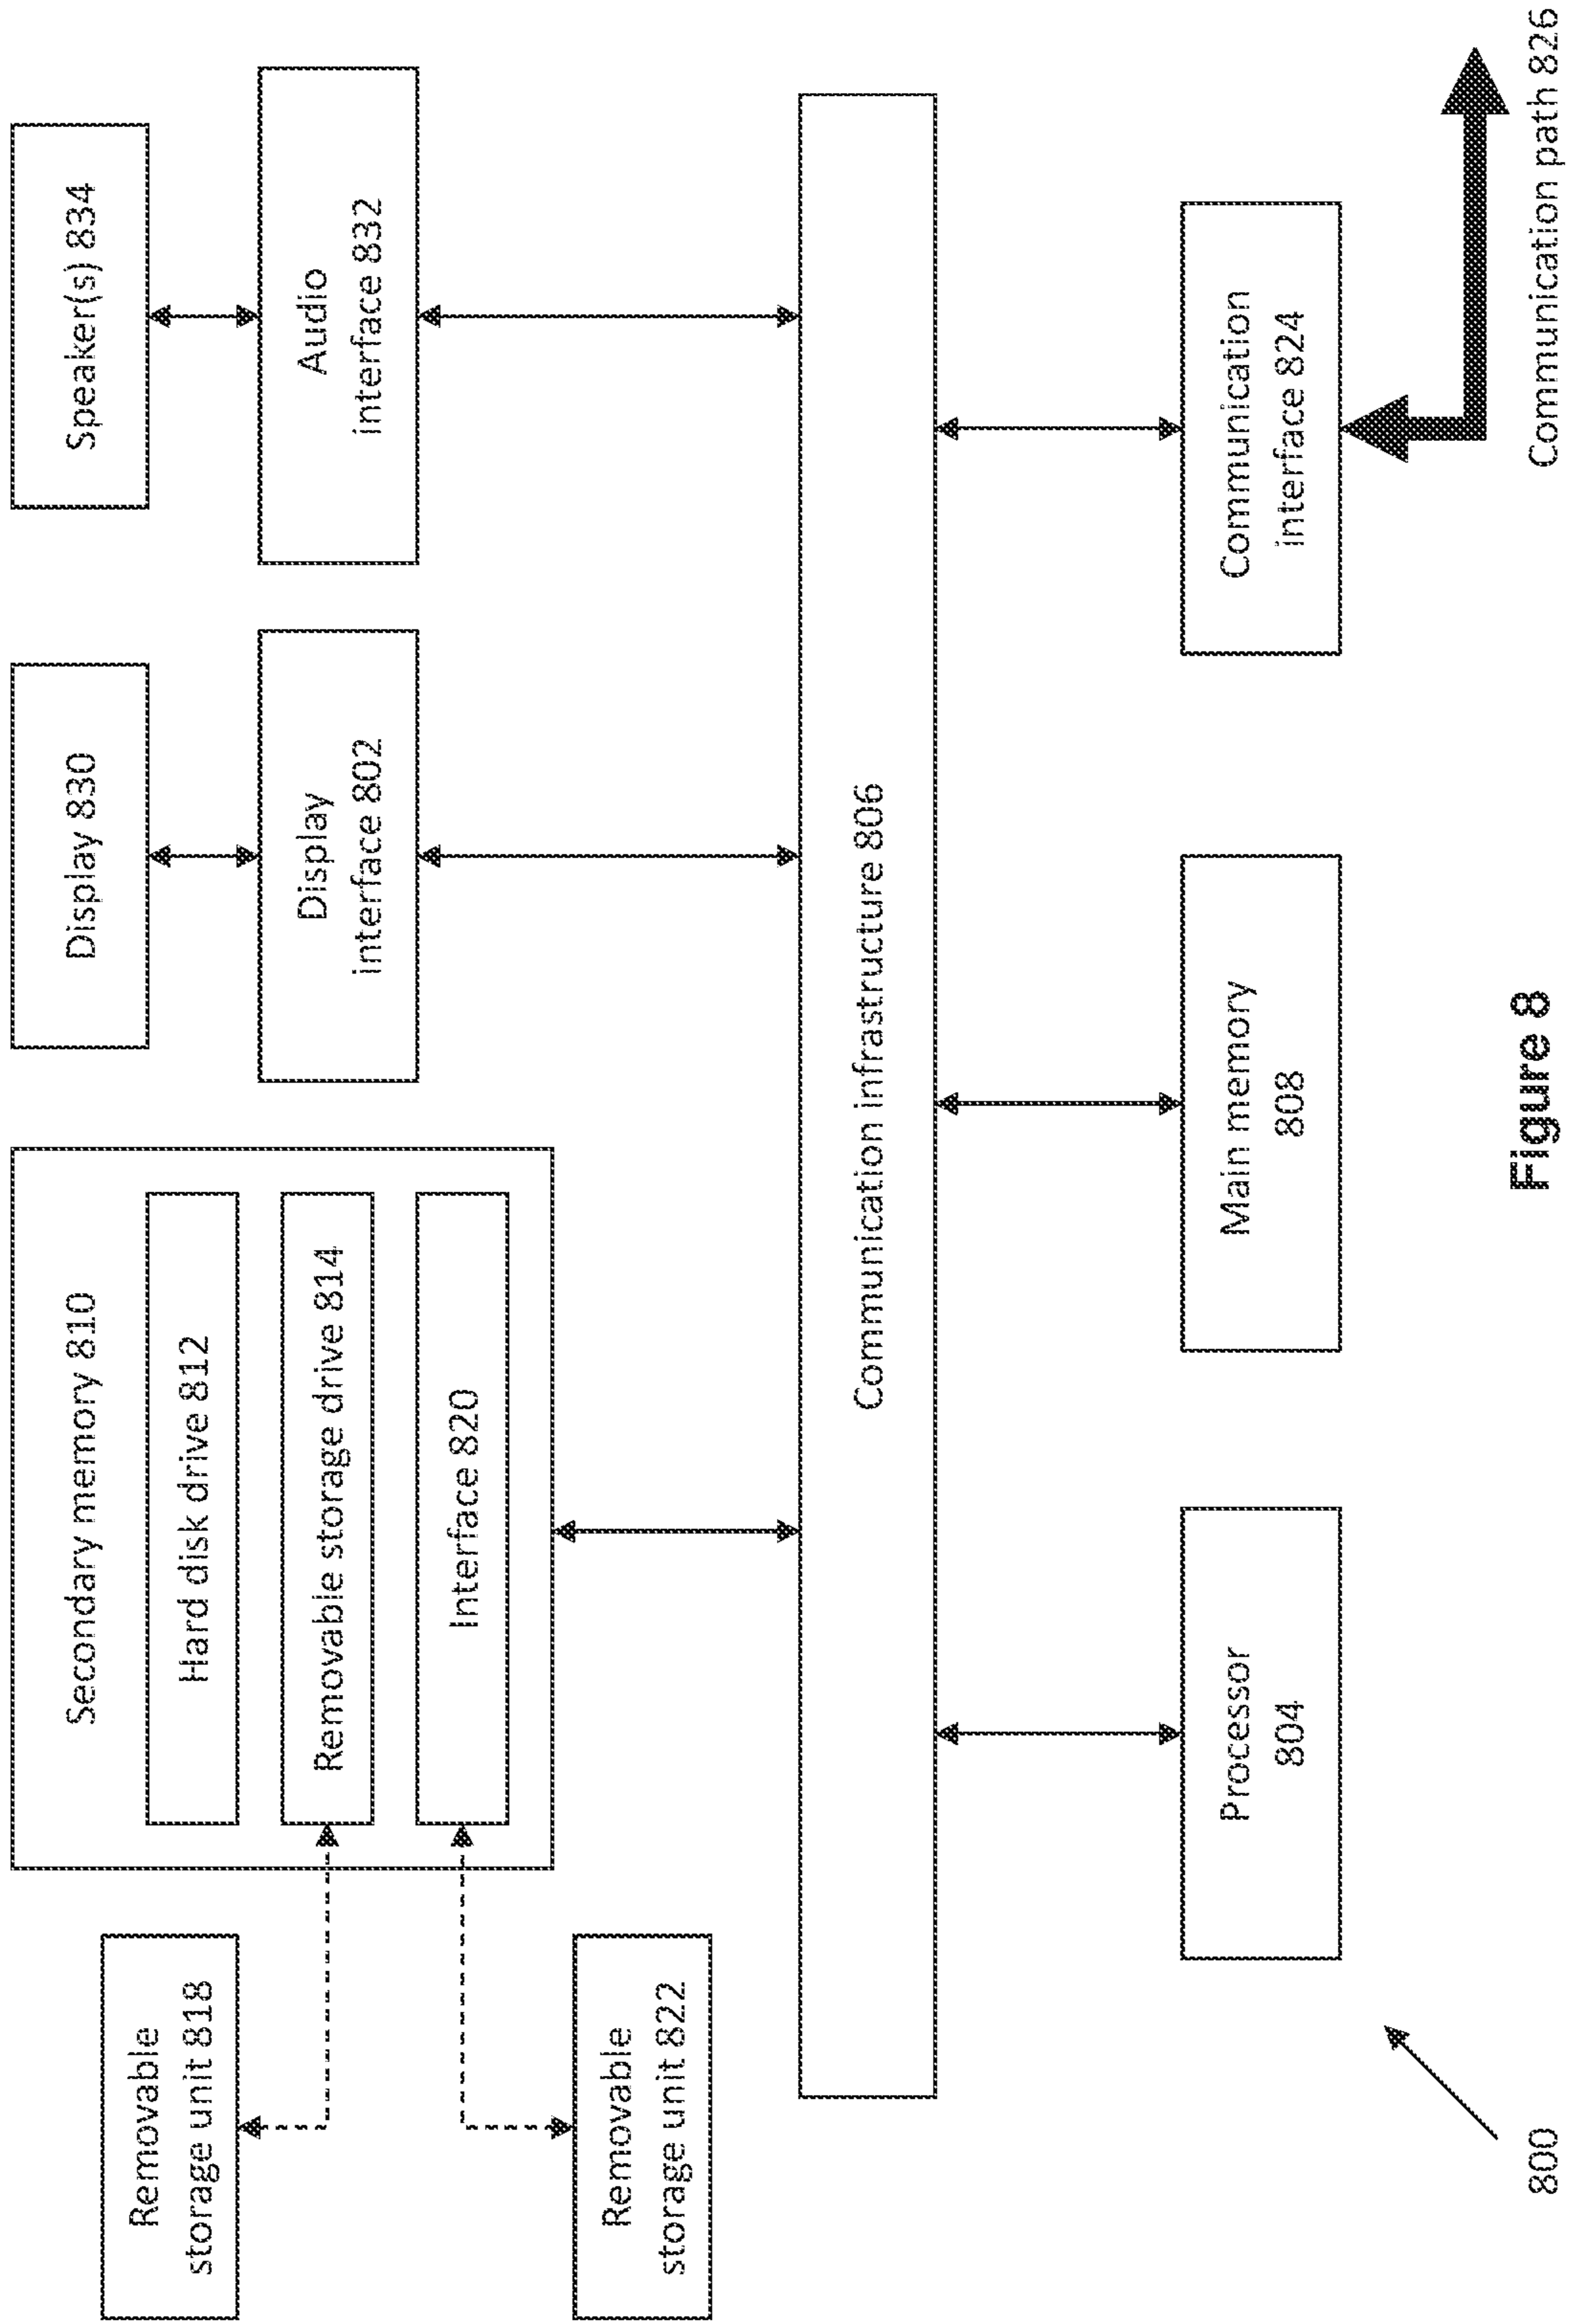 Removable
storage unit 818
Removable
storage unit 822
Secondary memory 810
Hard disk drive 812
Removable storage drive 814
Interface 820
Display 830
Display
interface 802
Speaker(s) 834
Audio
interface 832
Communication infrastructure 806
Processor
804
Main memory
808
Communication
interface 824
Communication path 826
800
Figure 8